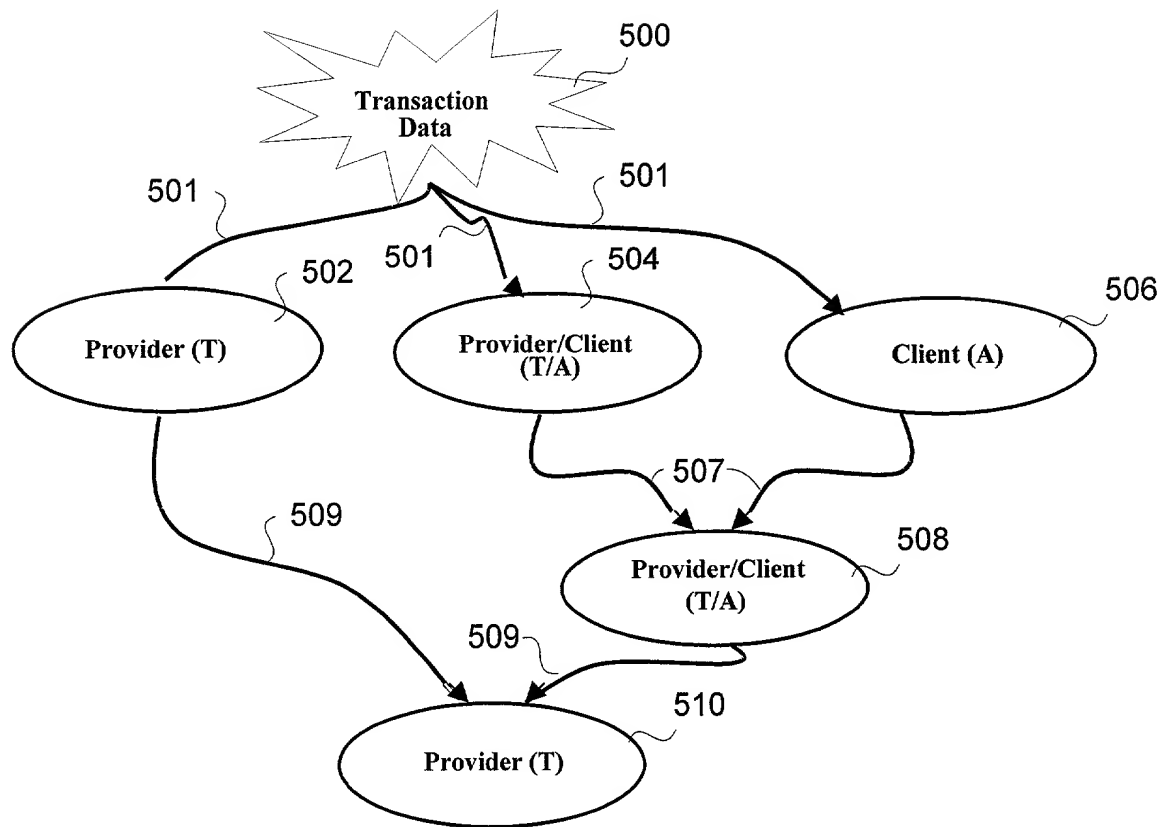 500
Transaction
Data
501
501
501
502
504
506
Provider (T)
Provider/Client
(T/A)
Client (A)
507
509
508
Provider/Client
(T/A)
509
510
Provider (T)